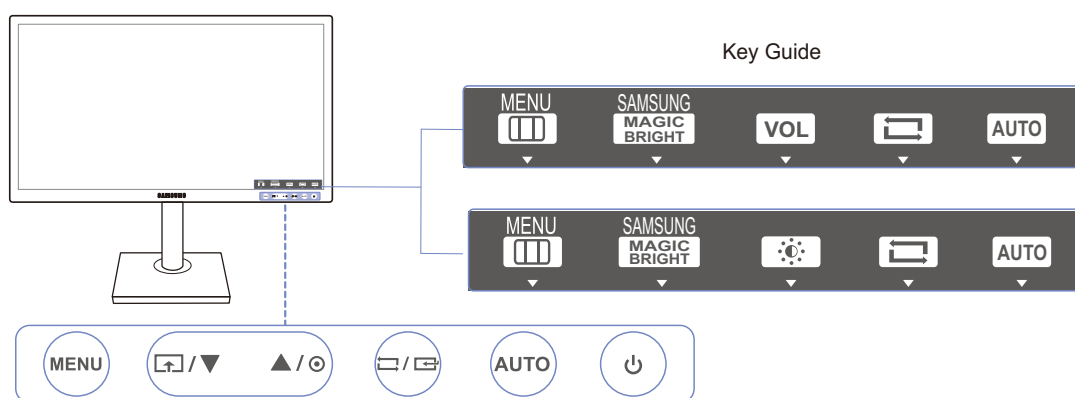 Key Guide
MENU
SAMSUNG
MAGIC
BRIGHT
VOL
AUTO
SAMSUNG
MENU
SAMSUNG
MAGIC
BRIGHT
AUTO
MENU
/▼
▲/
/
AUTO